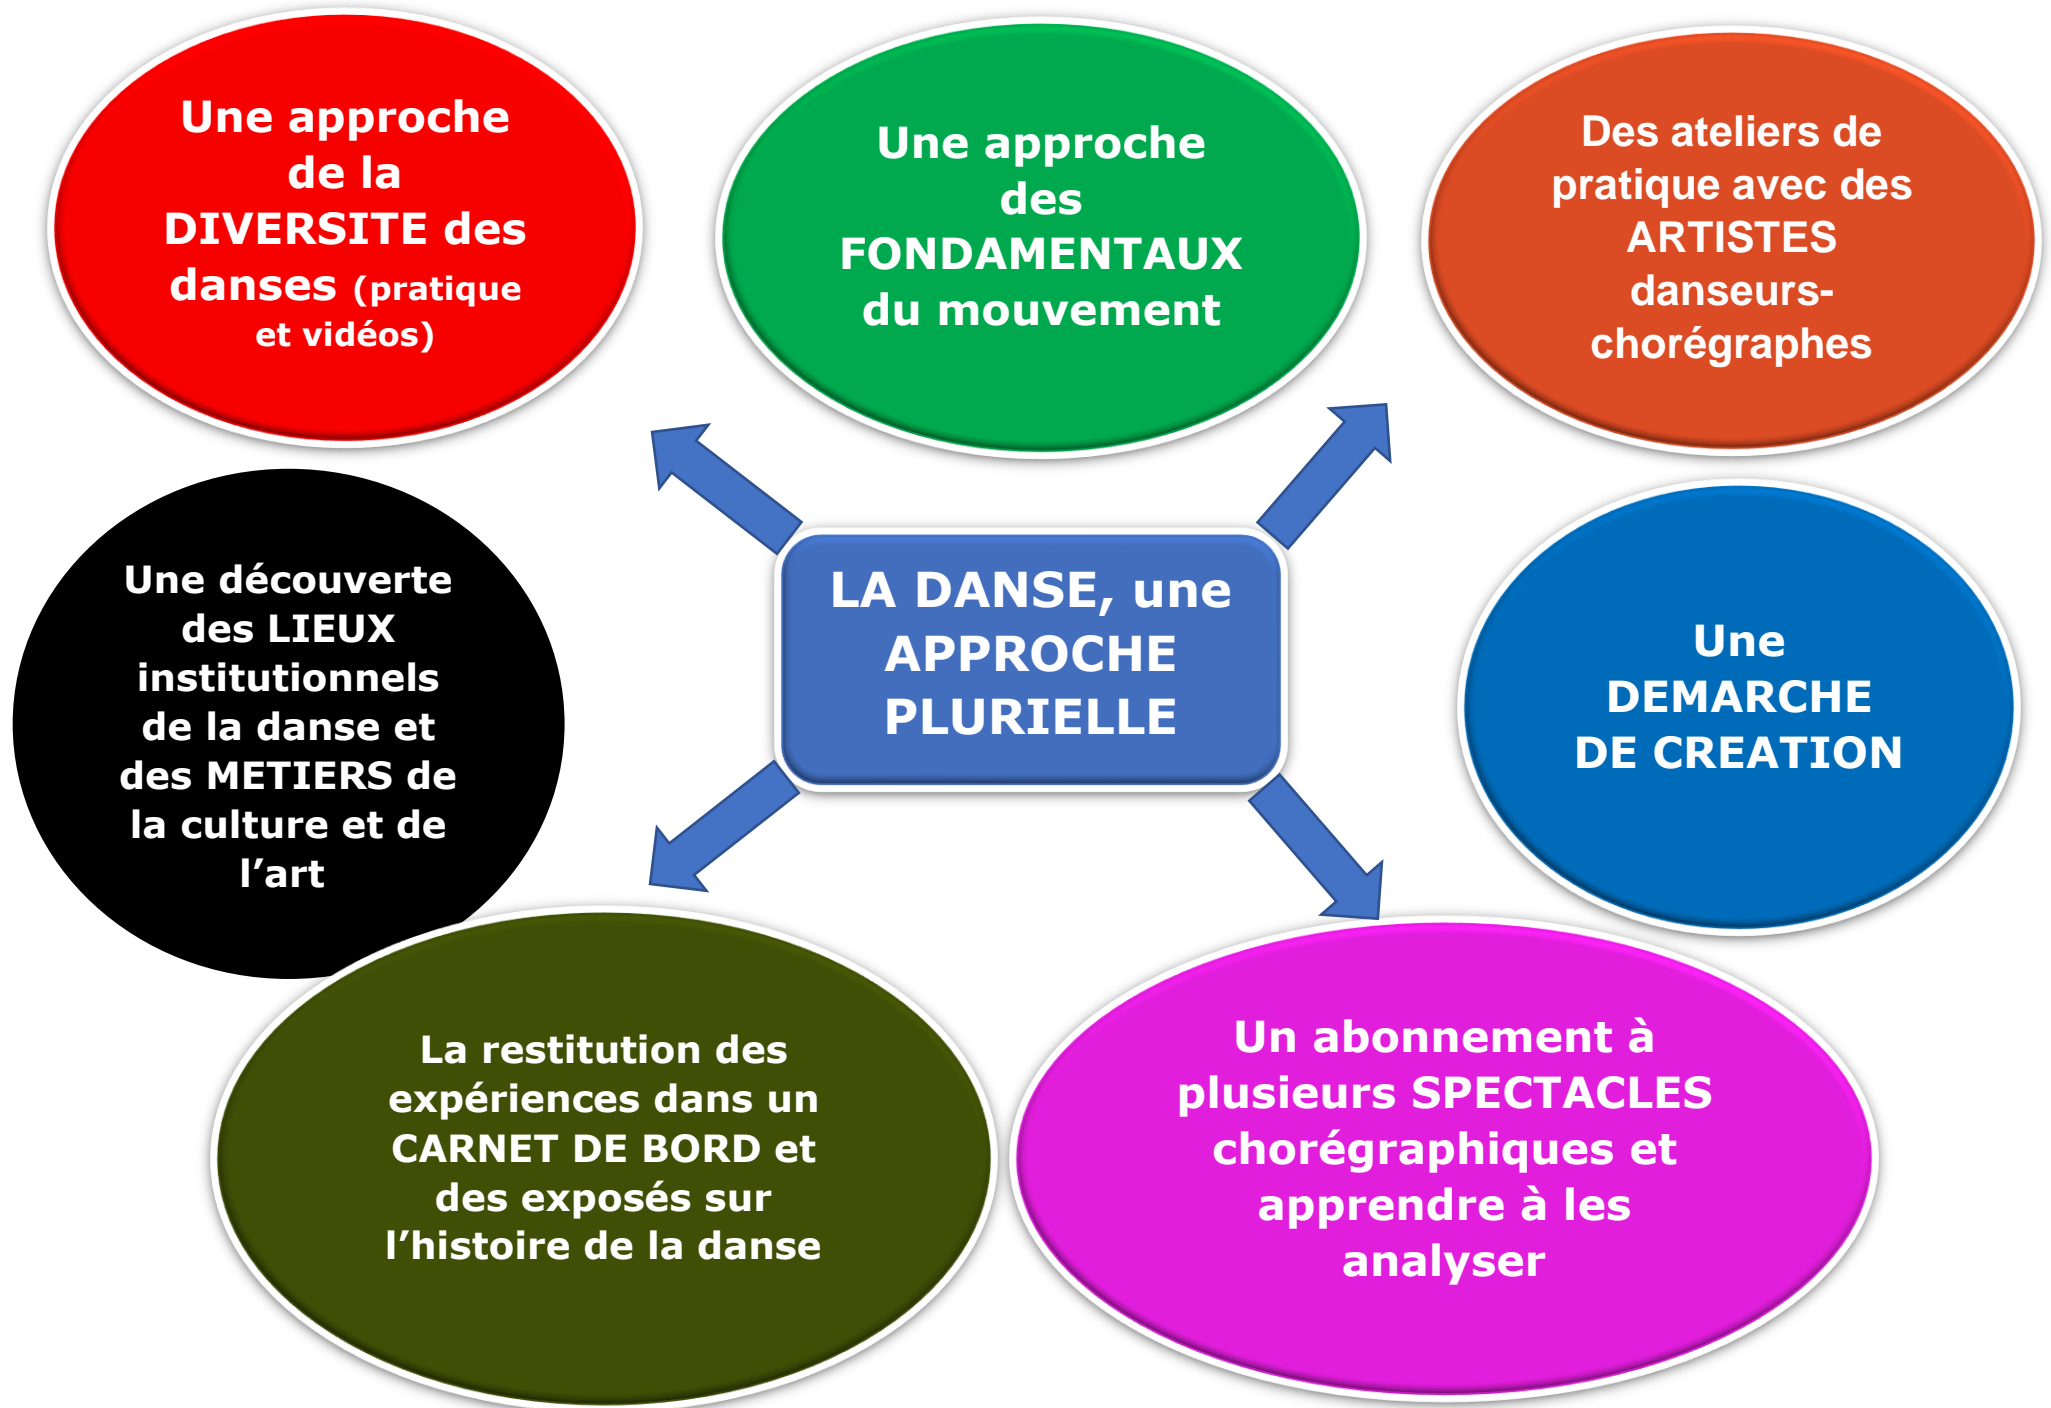 Une approche
de la
DIVERSITE des
danses (pratique
et vidéos)
Une approche
des
FONDAMENTAUX
du mouvement
Des ateliers de
pratique avec des
ARTISTES
danseurs-
chorégraphes
Une découverte
des LIEUX
institutionnels
de la danse et
des METIERS de
la culture et de
l’art
LA DANSE, une
APPROCHE
PLURIELLE
Une
DEMARCHE
DE CREATION
La restitution des
expériences dans un
CARNET DE BORD et
des exposés sur
l’histoire de la danse
Un abonnement à
plusieurs SPECTACLES
chorégraphiques et
apprendre à les
analyser